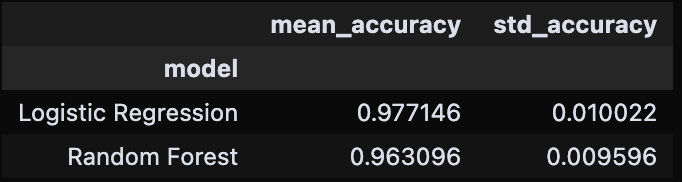 mean_accuracy std_accuracy
model
Logistic Regression 0.977146 0.010022
Random Forest 0.963096 0.009596